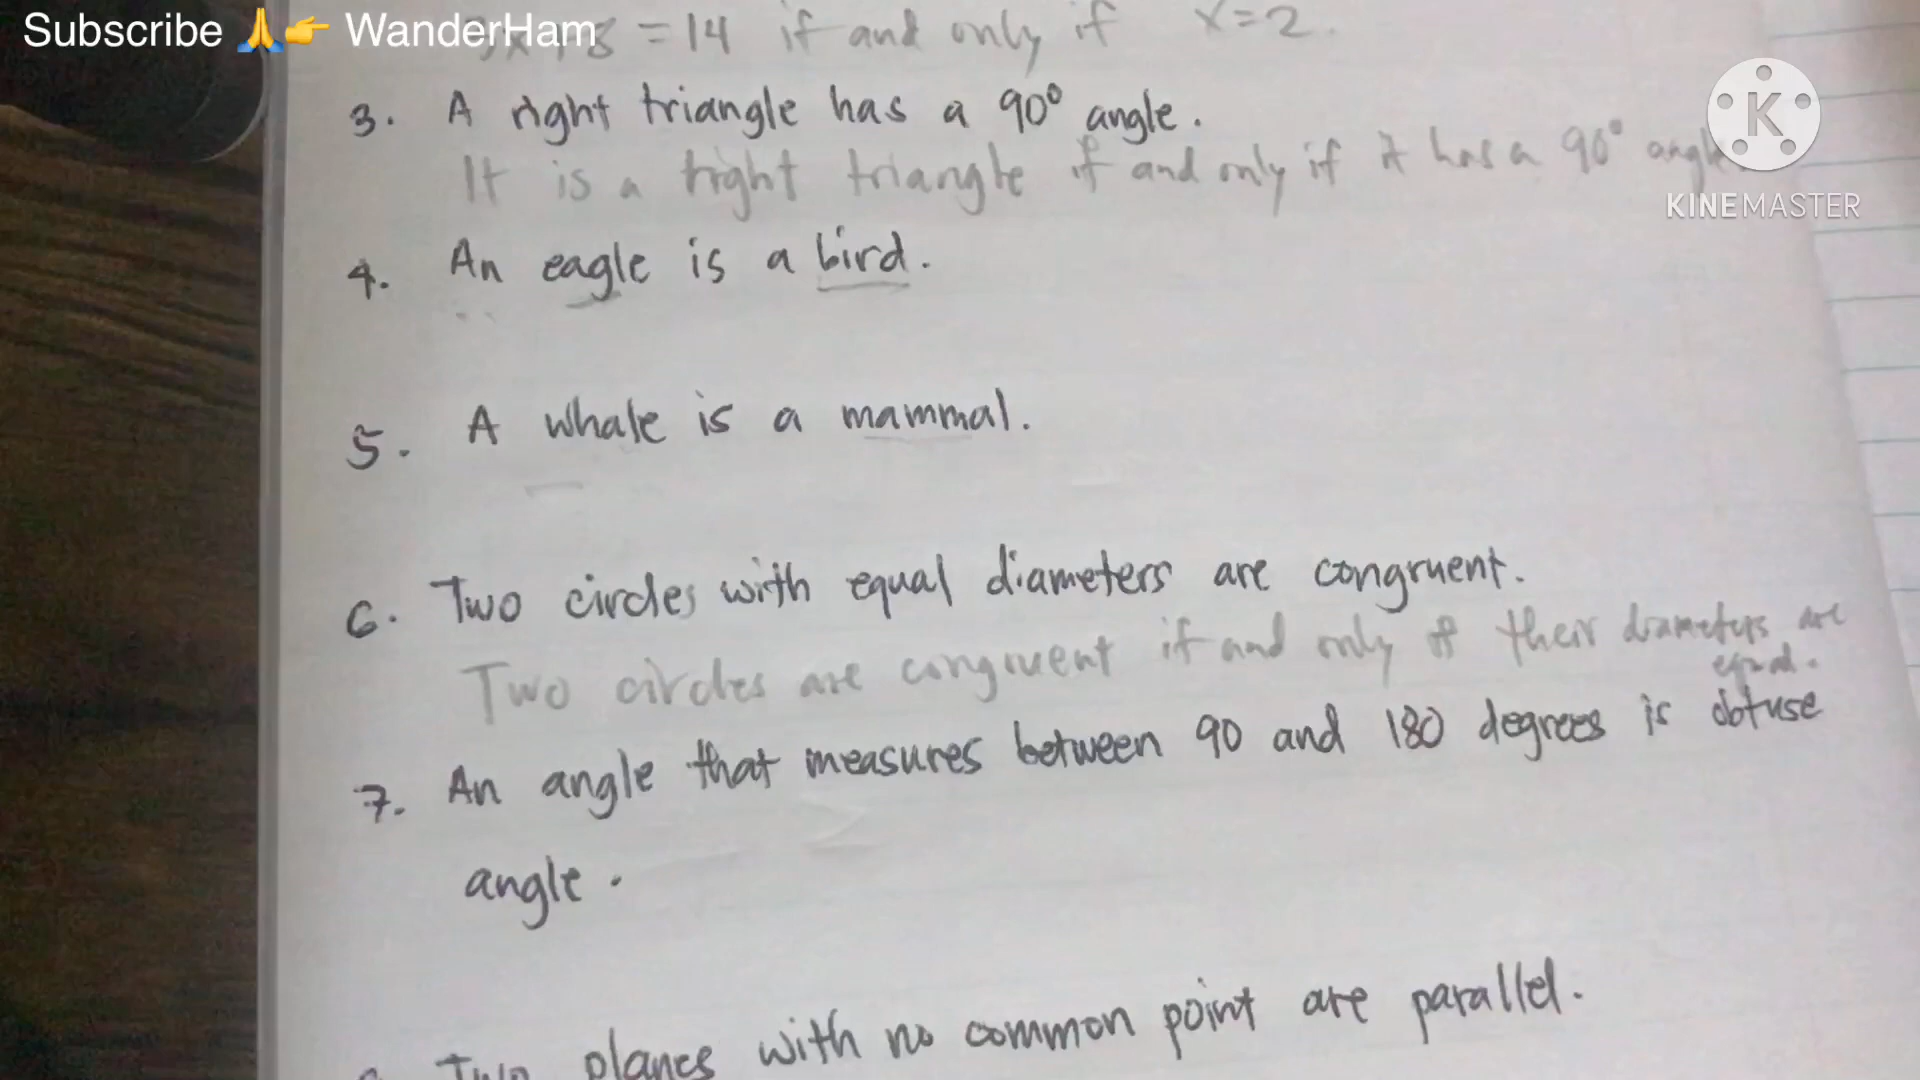 Subscribe 🙏👉 WanderHam
= 14 if and only if x = 2.
3. A right triangle has a 90° angle.
It is a right triangle if and only if it has a 90° angle
KINEMASTER
4. An eagle is a bird.
5. A whale is a mammal.
6. Two circles with equal diameters are congruent.
Two circles are congruent if and only if their diameters are
equal.
7. An angle that measures between 90 and 180 degrees is obtuse
angle.
Two planes with no common point are parallel.